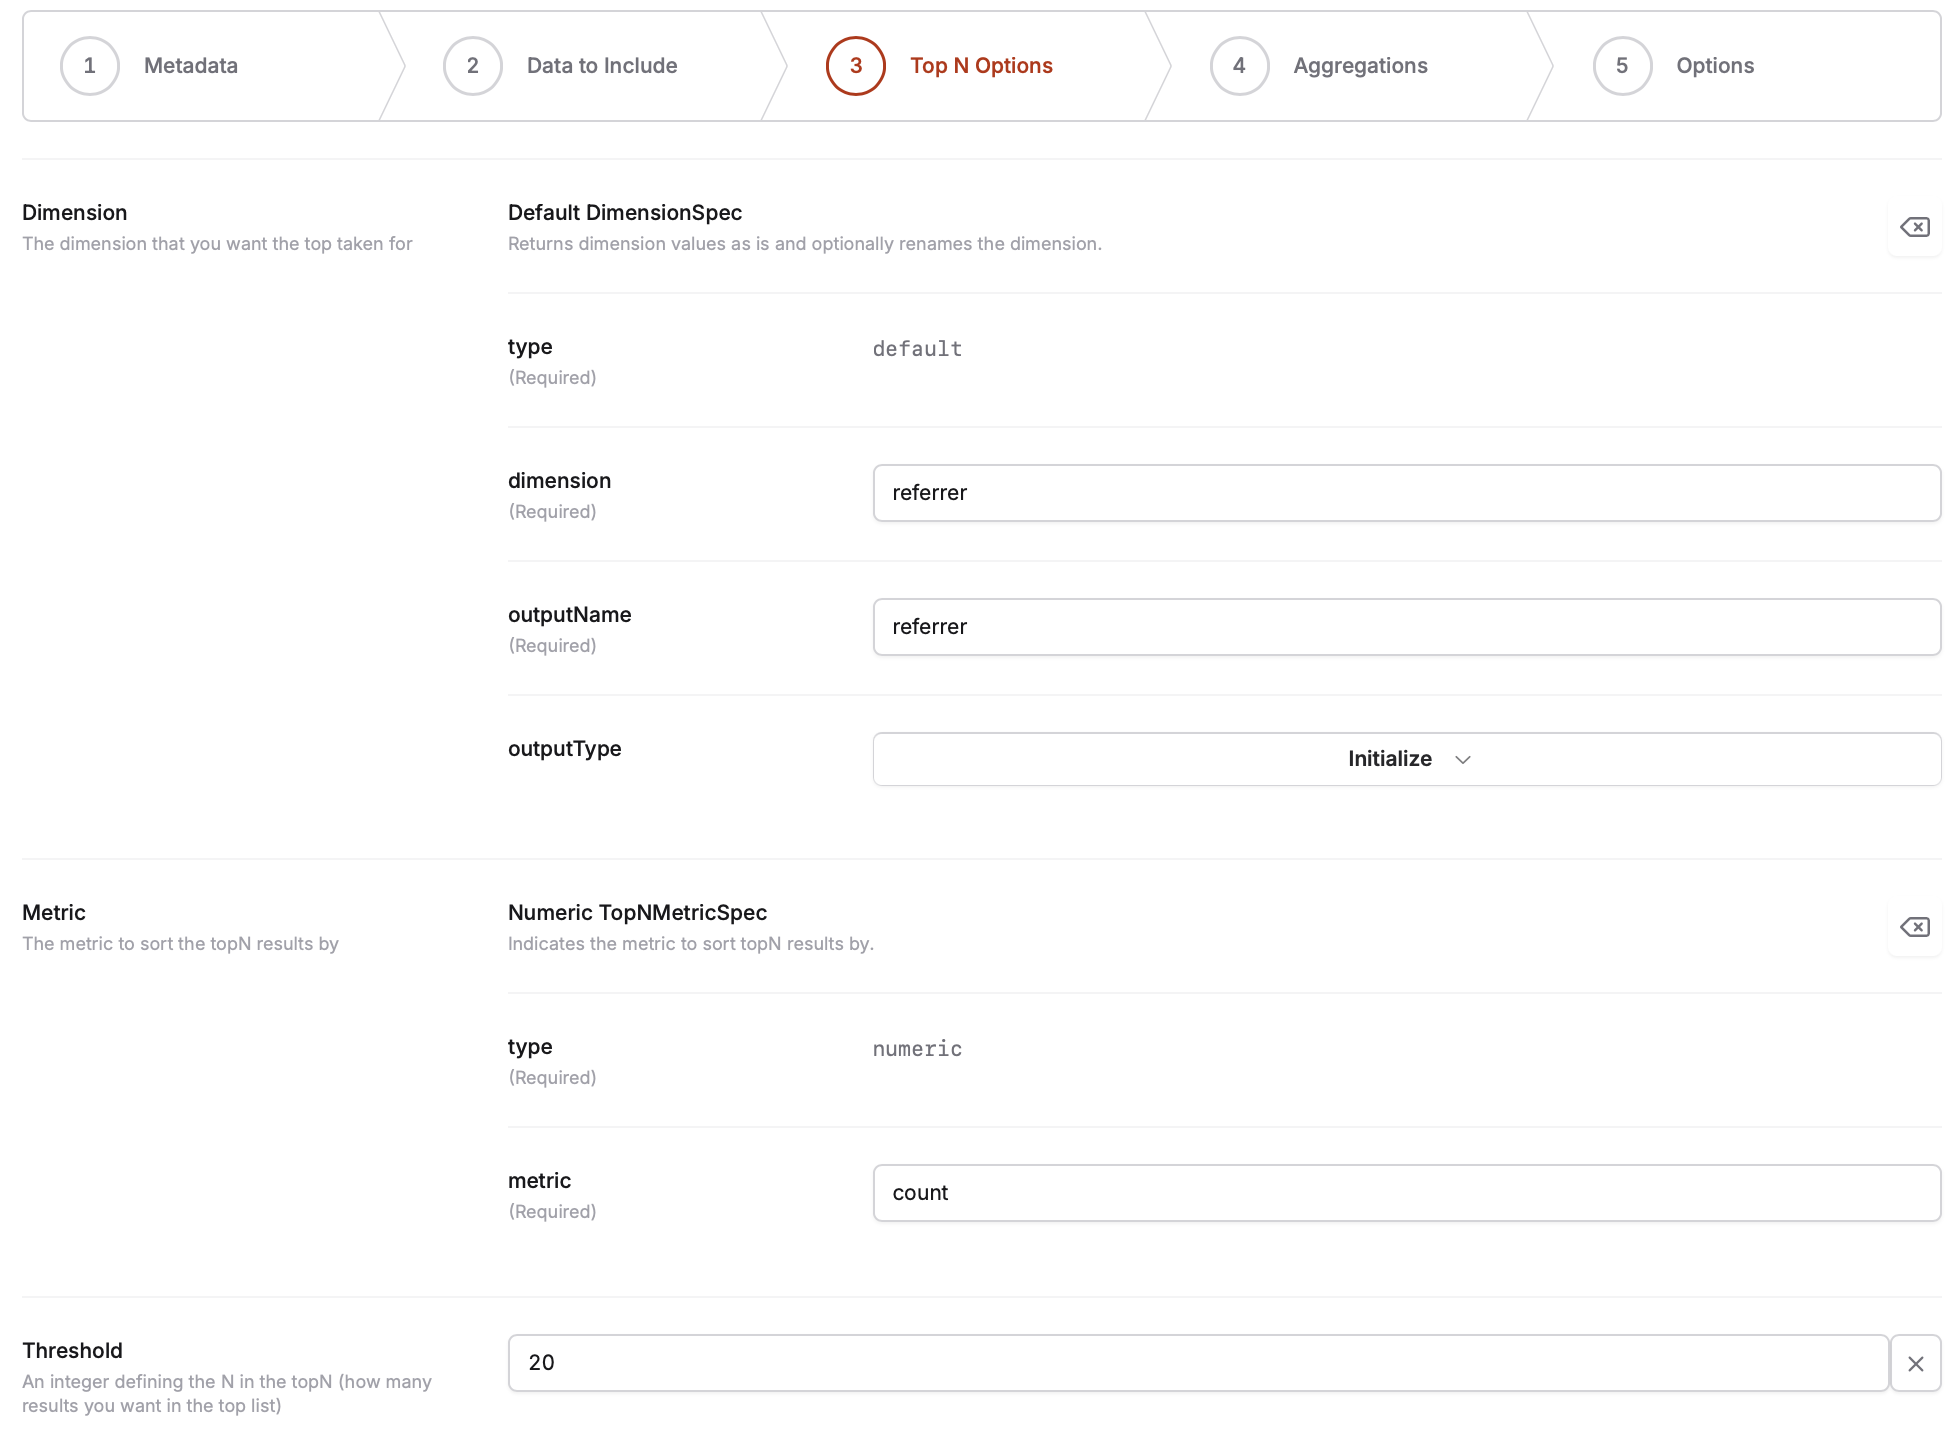 1 Metadata 2 Data to Include 3 Top N Options 4 Aggregations 5 Options
Dimension
The dimension that you want the top taken for
Default DimensionSpec
Returns dimension values as is and optionally renames the dimension.
type
(Required)
default
dimension
(Required)
referrer
outputName
(Required)
referrer
outputType
Initialize
Metric
The metric to sort the topN results by
Numeric TopNMetricSpec
Indicates the metric to sort topN results by.
type
(Required)
numeric
metric
(Required)
count
Threshold
An integer defining the N in the topN (how many
results you want in the top list)
20